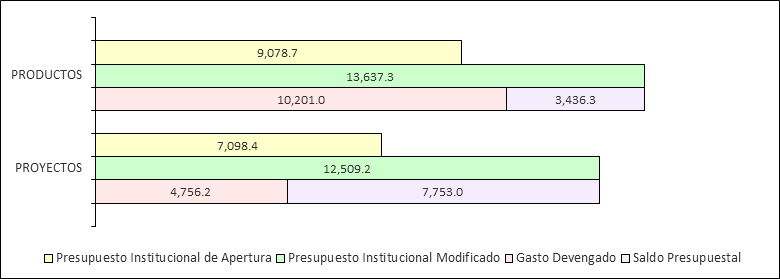 9,078.7
PRODUCTOS
13,637.3
10,201.0 3,436.3
7,098.4
PROYECTOS
12,509.2
4,756.2 7,753.0
Presupuesto Institucional de Apertura Presupuesto Institucional Modificado Gasto Devengado Saldo Presupuestal